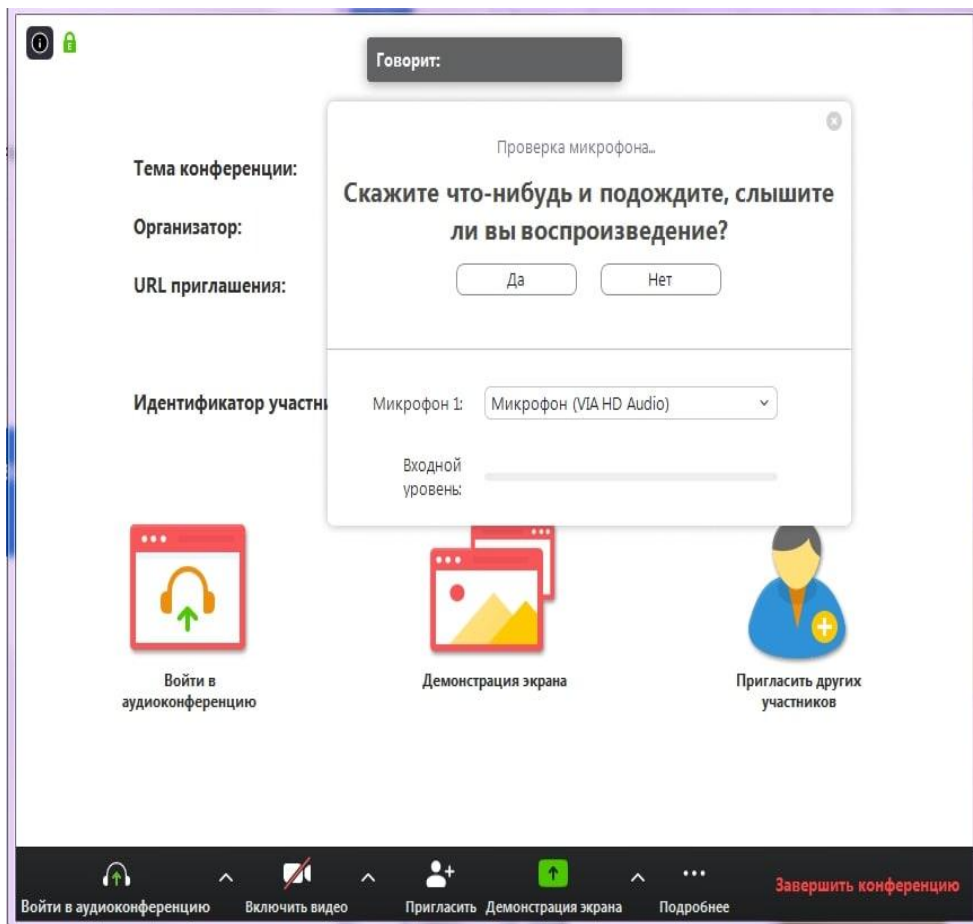 Говорит:
Проверка микрофона...
Скажите что-нибудь и подождите, слышите
ли вы воспроизведение?
Да
Нет
Тема конференции:
Организатор:
URL приглашения:
Идентификатор участни
Микрофон 1:
Микрофон (VIA HD Audio)
Входной
уровень:
Войти в
аудиоконференцию
Демонстрация экрана
Пригласить других
участников
Войти в аудиоконференцию
Включить видео
Пригласить
Демонстрация экрана
Подробнее
Завершить конференцию